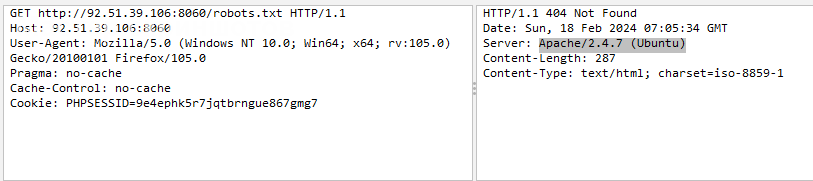 GET http://92.51.39.106:8060/robots.txt HTTP/1.1
Host: 92.51.39.106:8060
User-Agent: Mozilla/5.0 (Windows NT 10.0; Win64; x64; rv:105.0)
Gecko/20100101 Firefox/105.0
Pragma: no-cache
Cache-Control: no-cache
Cookie: PHPSESSID=9e4ephk5r7jqtbrngue867gmg7
HTTP/1.1 404 Not Found
Date: Sun, 18 Feb 2024 07:05:34 GMT
Server: Apache/2.4.7 (Ubuntu)
Content-Length: 287
Content-Type: text/html; charset=iso-8859-1